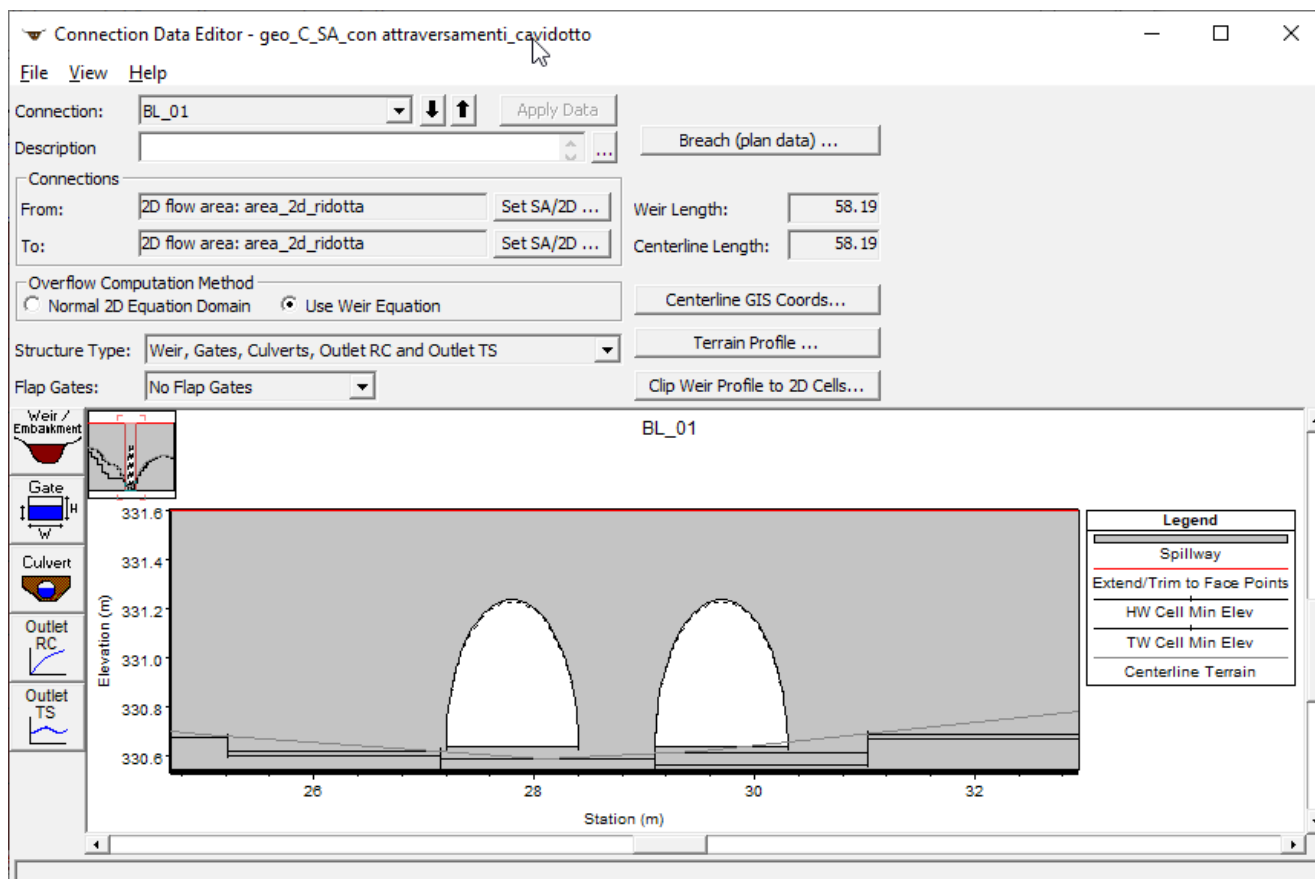 Connection Data Editor - geo_C_SA_con attraversamenti_cavidotto
File View Help
Connection: BL_01 Apply Data
Description ... Breach (plan data) ...
Connections
From: 2D flow area: area_2d_ridotta Set SA/2D ... Weir Length: 58.19
To: 2D flow area: area_2d_ridotta Set SA/2D ... Centerline Length: 58.19
Overflow Computation Method
Normal 2D Equation Domain Use Weir Equation Centerline GIS Coords...
Structure Type: Weir, Gates, Culverts, Outlet RC and Outlet TS Terrain Profile ...
Flap Gates: No Flap Gates Clip Weir Profile to 2D Cells...
Weir /
Embankment
Gate
H
W
Culvert
Outlet
RC
Outlet
TS
BL_01
331.6
331.4
331.2
331.0
330.8
330.6
Elevation (m)
26 28 30 32
Station (m)
Legend
Spillway
Extend/Trim to Face Points
HW Cell Min Elev
TW Cell Min Elev
Centerline Terrain